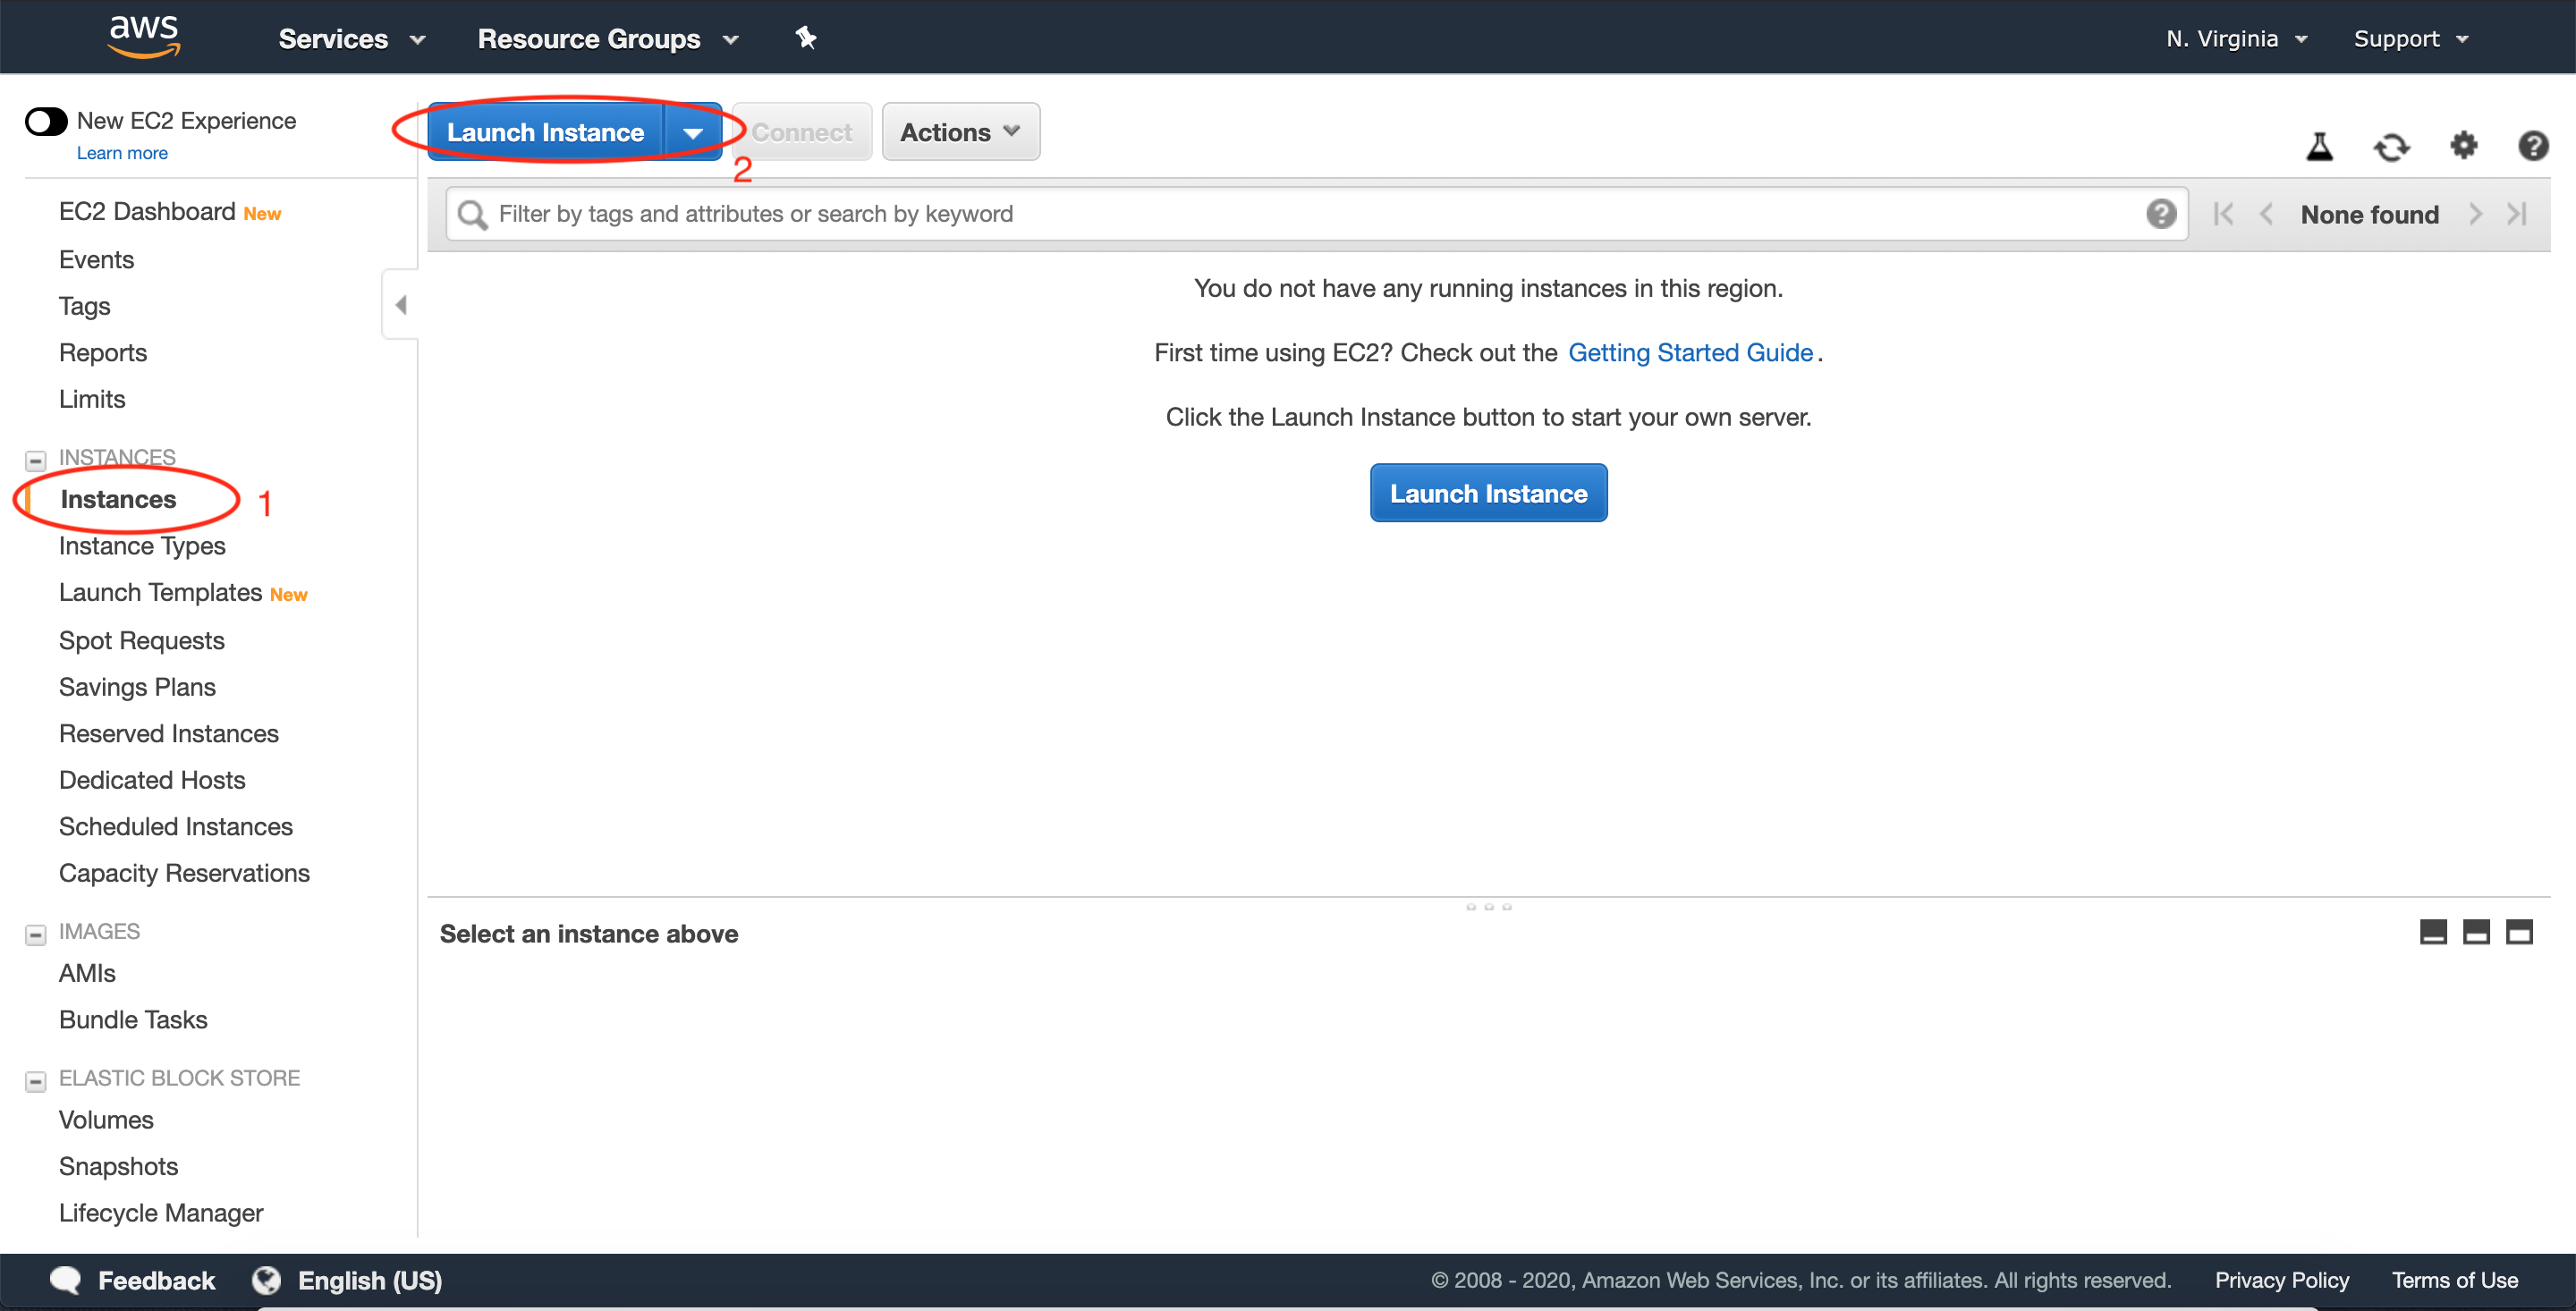 aws Services Resource Groups N. Virginia Support
New EC2 Experience
Learn more
Launch Instance Connect Actions
2
Filter by tags and attributes or search by keyword None found
EC2 Dashboard New
Events
Tags
Reports
Limits
INSTANCES
Instances 1
Instance Types
Launch Templates New
Spot Requests
Savings Plans
Reserved Instances
Dedicated Hosts
Scheduled Instances
Capacity Reservations
IMAGES
AMIs
Bundle Tasks
ELASTIC BLOCK STORE
Volumes
Snapshots
Lifecycle Manager
You do not have any running instances in this region.
First time using EC2? Check out the Getting Started Guide.
Click the Launch Instance button to start your own server.
Launch Instance
Select an instance above
Feedback English (US) © 2008 - 2020, Amazon Web Services, Inc. or its affiliates. All rights reserved. Privacy Policy Terms of Use